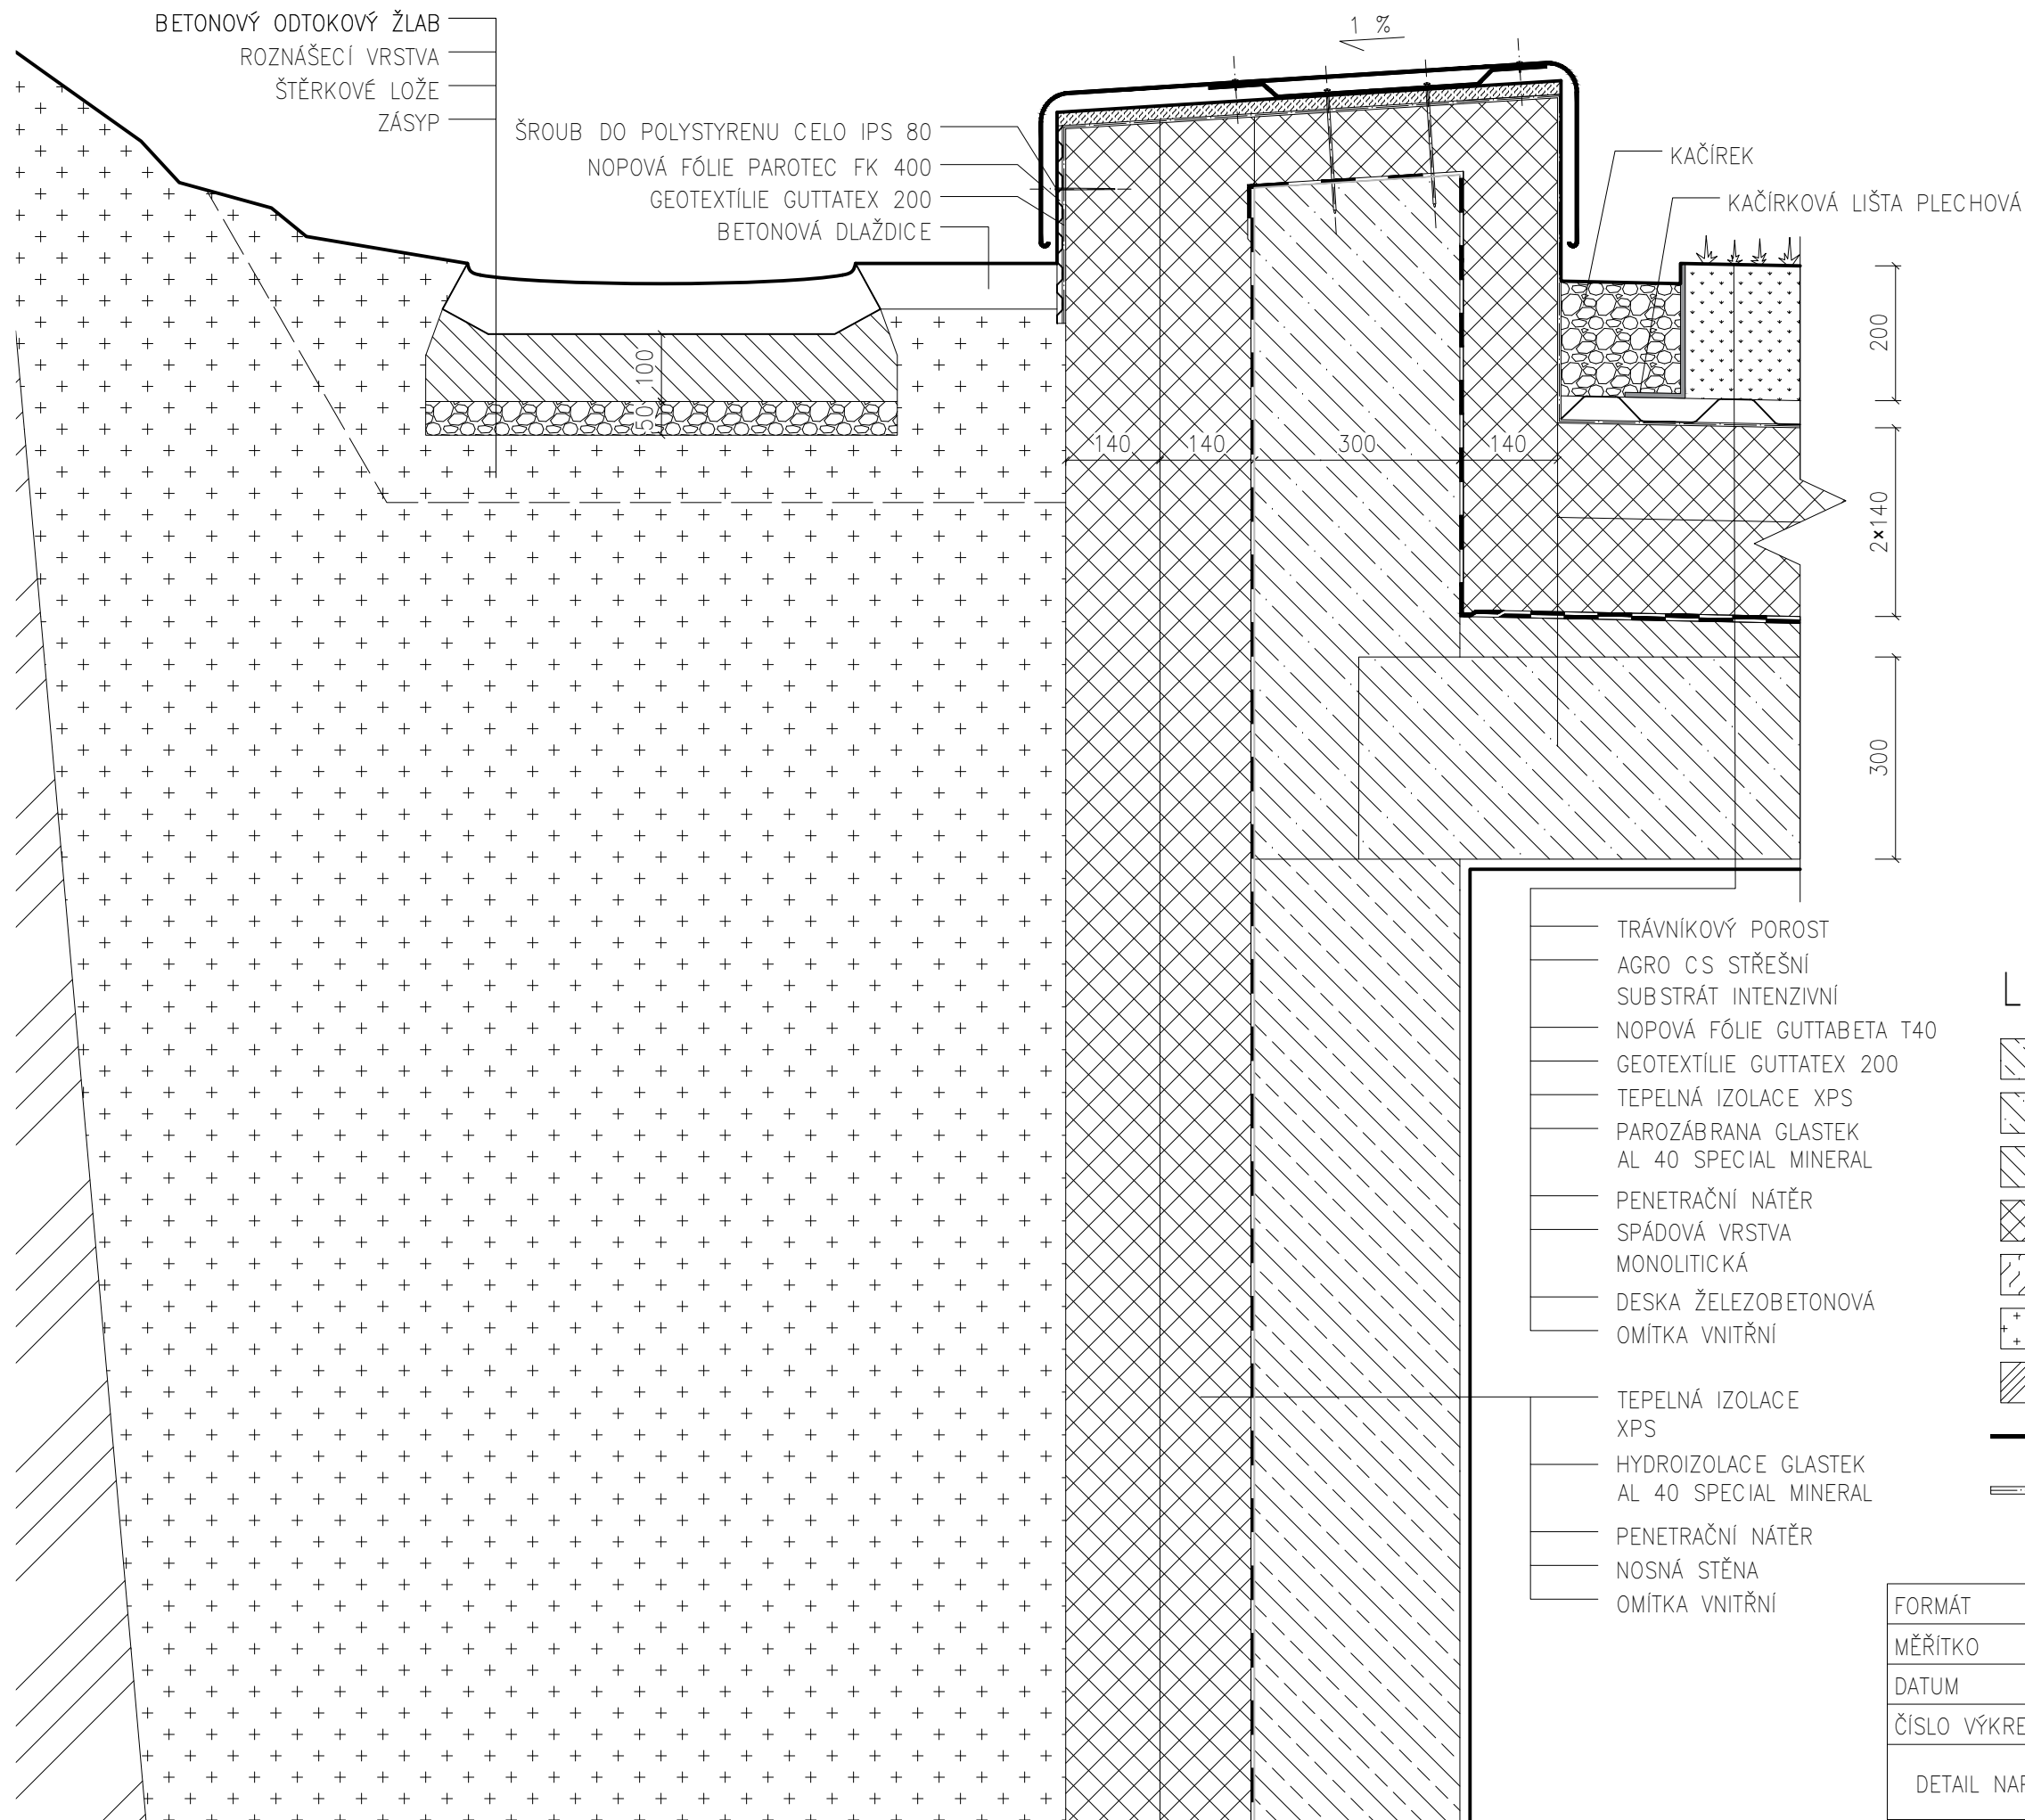 BETONOVÝ ODTOKOVÝ ŽLAB
ROZNÁŠECÍ VRSTVA
ŠTĚRKOVÉ LOŽE
ZÁSYP
ŠROUB DO POLYSTYRENU CELO IPS 80
NOPOVÁ FÓLIE PAROTEC FK 400
GEOTEXTÍLIE GUTTATEX 200
BETONOVÁ DLAŽDICE
1 %
KAČÍREK
KAČÍRKOVÁ LIŠTA PLECHOVÁ
200
100
50
140
140
300
140
2×140
300
TRÁVNÍKOVÝ POROST
AGRO CS STŘEŠNÍ
SUBSTRÁT INTENZIVNÍ
NOPOVÁ FÓLIE GUTTABETA T40
GEOTEXTÍLIE GUTTATEX 200
TEPELNÁ IZOLACE XPS
PAROZÁBRANA GLASTEK
AL 40 SPECIAL MINERAL
PENETRAČNÍ NÁTĚR
SPÁDOVÁ VRSTVA
MONOLITICKÁ
DESKA ŽELEZOBETONOVÁ
OMÍTKA VNITŘNÍ
TEPELNÁ IZOLACE
XPS
HYDROIZOLACE GLASTEK
AL 40 SPECIAL MINERAL
PENETRAČNÍ NÁTĚR
NOSNÁ STĚNA
OMÍTKA VNITŘNÍ
L
FORMÁT
MĚŘÍTKO
DATUM
ČÍSLO VÝKRE
DETAIL